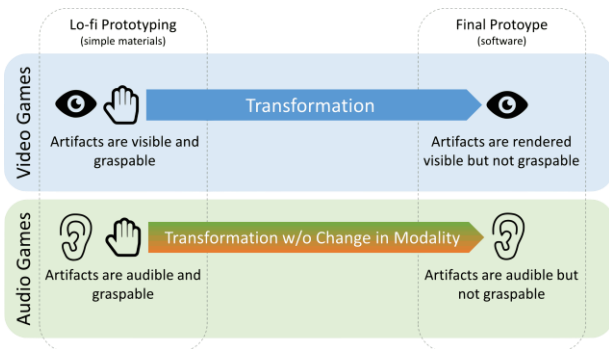 Lo-fi Prototyping
(simple materials)
Final Protoype
(software)
Video Games
Transformation
Artifacts are visible and
graspable
Artifacts are rendered
visible but not graspable
Audio Games
Transformation w/o Change in Modality
Artifacts are audible and
graspable
Artifacts are audible but
not graspable